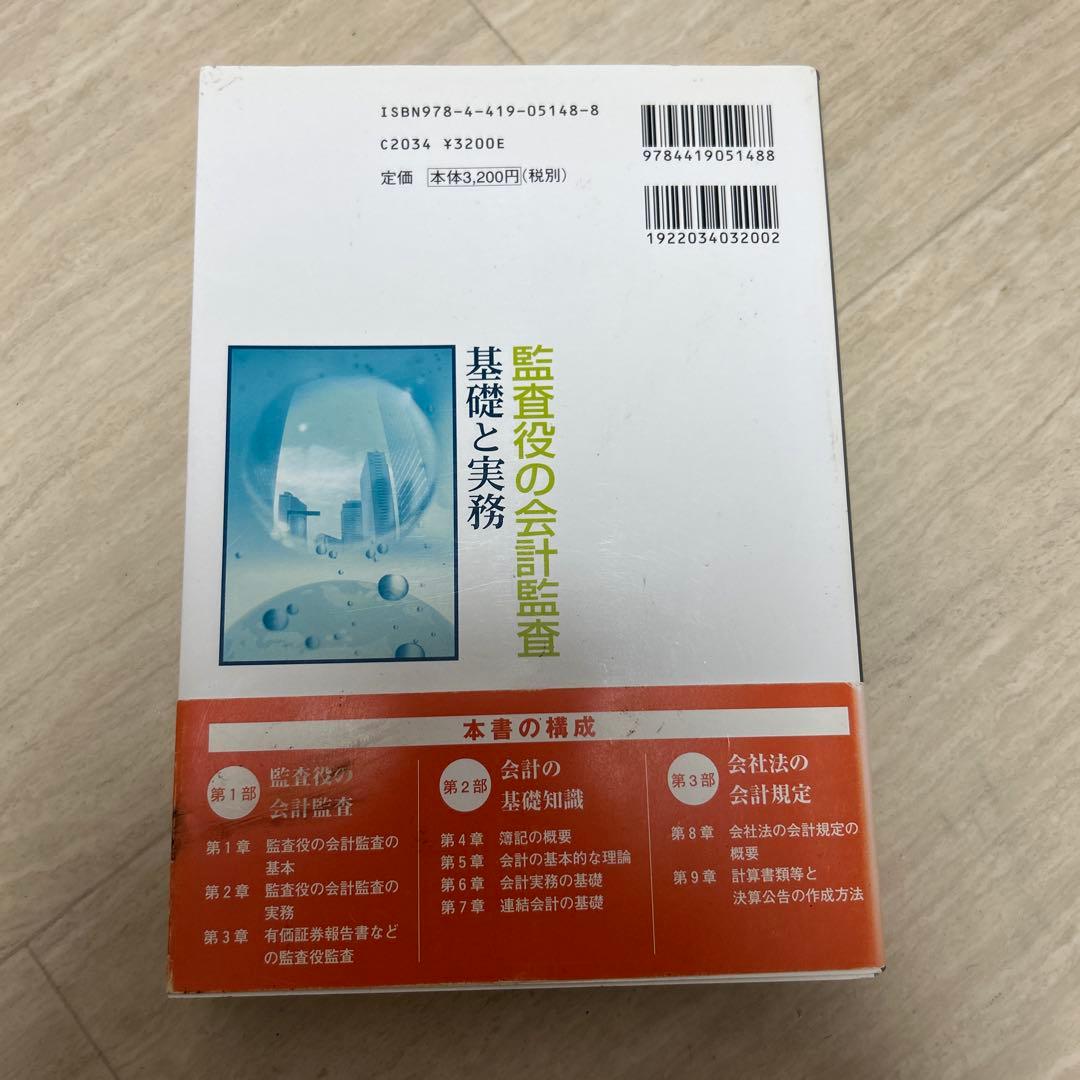 ISBN978-4-419-05148-8
C2034 ¥3200E
定価 本体3,200円(税別)
9784419051488
1922034032002
監査役の会計監査
基礎と実務
本書の構成
第1部 監査役の
会計監査
第1章 監査役の会計監査の
基本
第2章 監査役の会計監査の
実務
第3章 有価証券報告書など
の監査役監査
第2部 会計の
基礎知識
第4章 簿記の概要
第5章 会計の基本的な理論
第6章 会計実務の基礎
第7章 連結会計の基礎
第3部 会社法の
会計規定
第8章 会社法の会計規定の
概要
第9章 計算書類等と
決算公告の作成方法